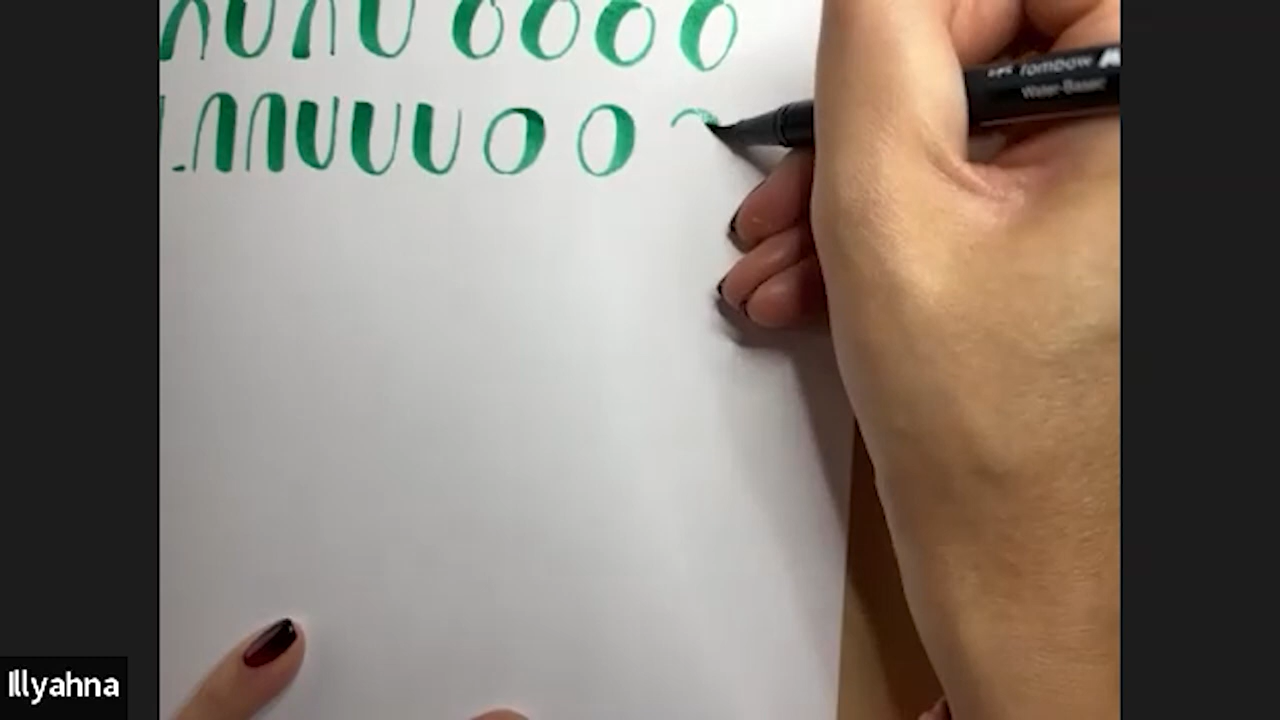 U n U O O O O
n n U U U O O
Tombow
Water-Based
Illyahna